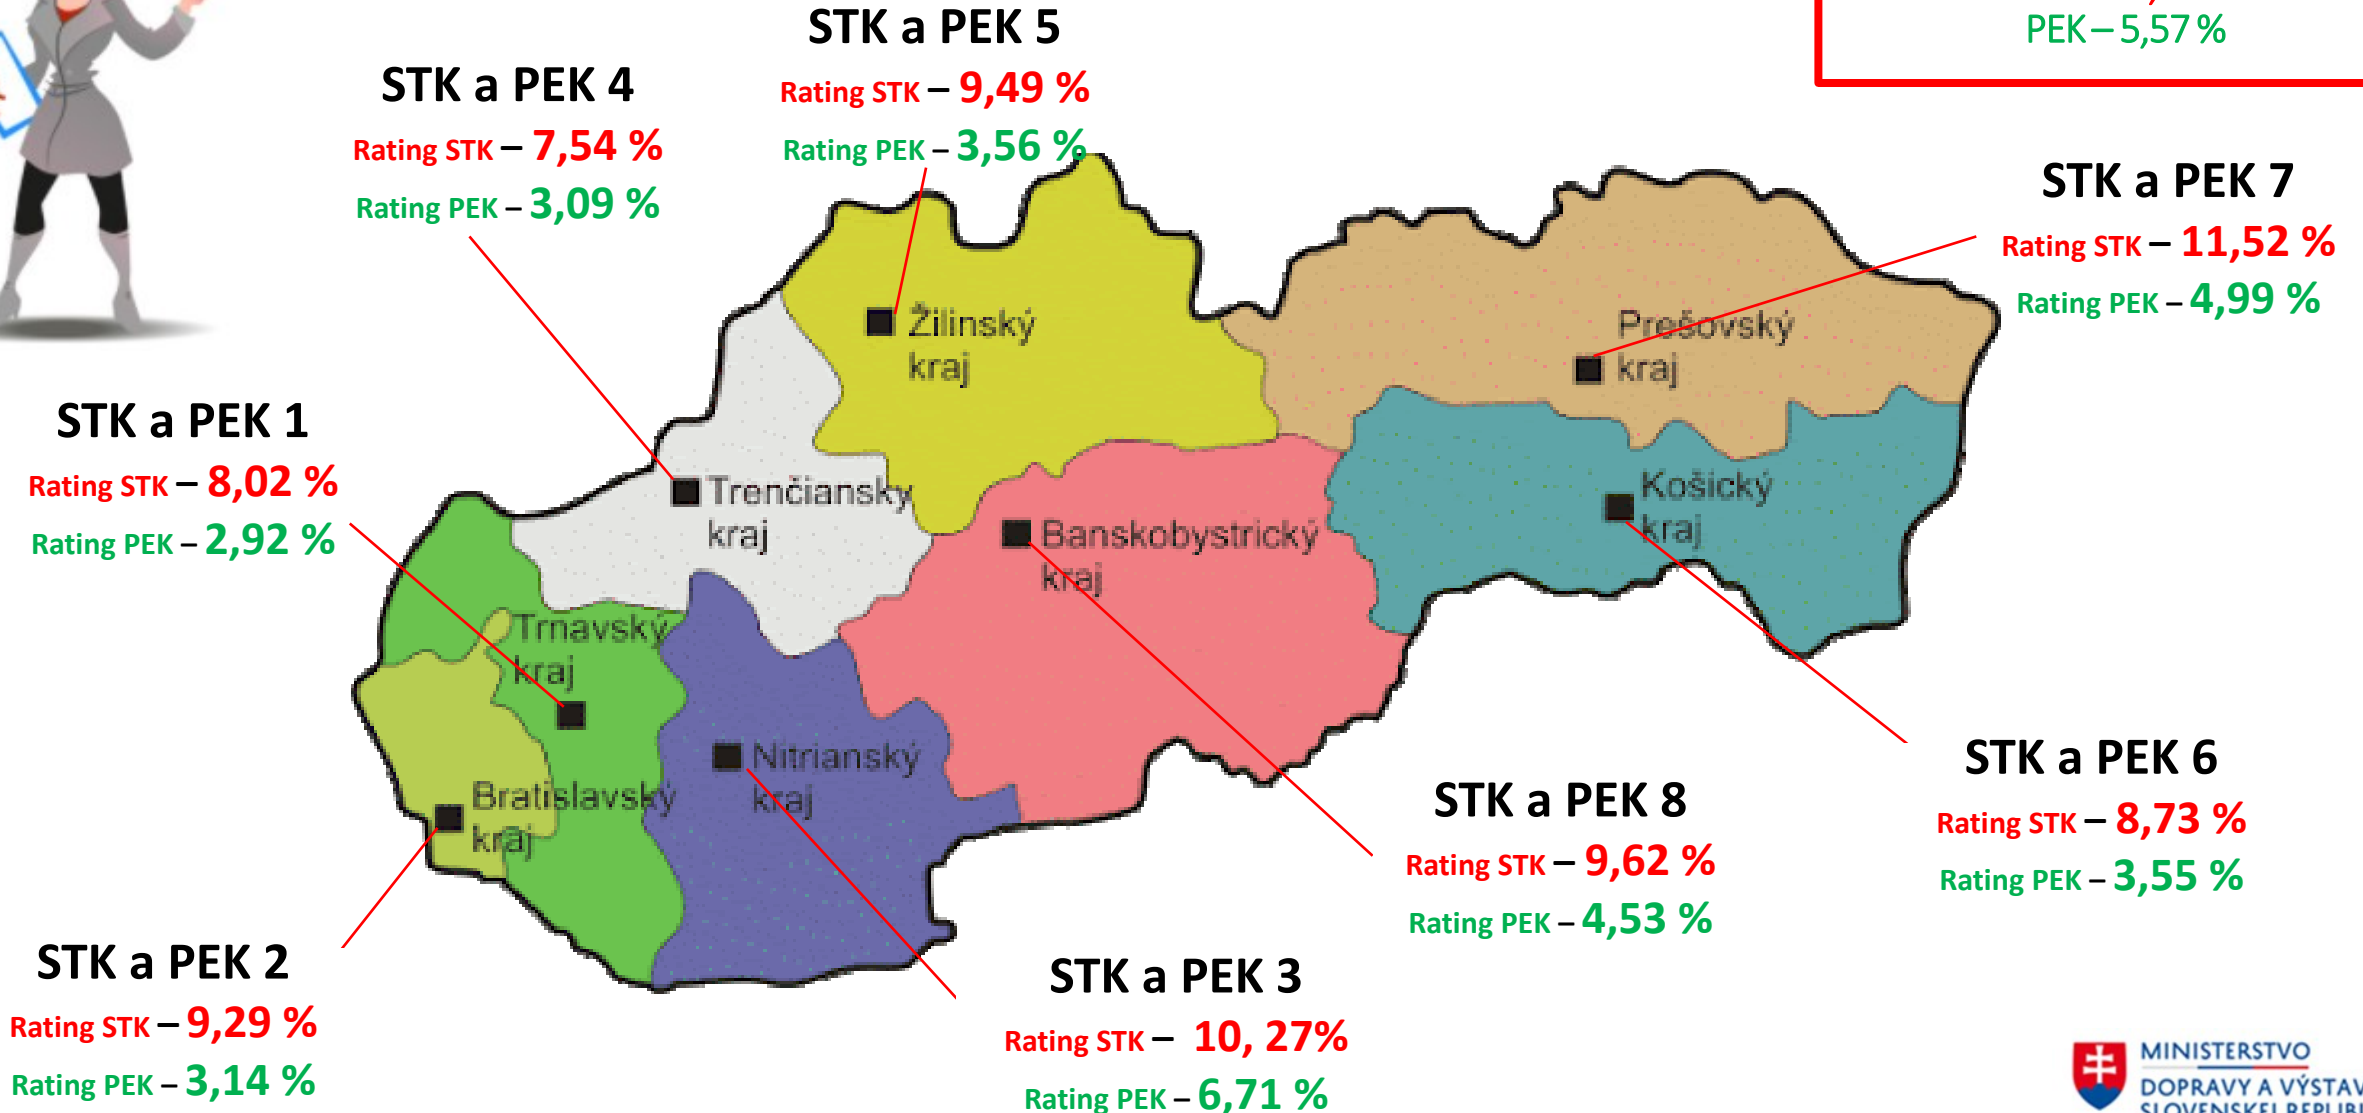 PEK – 5,57 %
STK a PEK 5
Rating STK – 9,49 %
Rating PEK – 3,56 %
STK a PEK 4
Rating STK – 7,54 %
Rating PEK – 3,09 %
STK a PEK 7
Rating STK – 11,52 %
Rating PEK – 4,99 %
Žilinský
kraj
Prešovský
kraj
STK a PEK 1
Rating STK – 8,02 %
Rating PEK – 2,92 %
Trenčiansky
kraj
Košický
kraj
Banskobystrický
kraj
Trnavský
kraj
Nitrianský
kraj
Bratislavský
kraj
STK a PEK 6
Rating STK – 8,73 %
Rating PEK – 3,55 %
STK a PEK 8
Rating STK – 9,62 %
Rating PEK – 4,53 %
STK a PEK 2
Rating STK – 9,29 %
Rating PEK – 3,14 %
STK a PEK 3
Rating STK – 10, 27%
Rating PEK – 6,71 %
MINISTERSTVO
DOPRAVY A VÝSTAV
SLOVENSKEJ REPUBLI